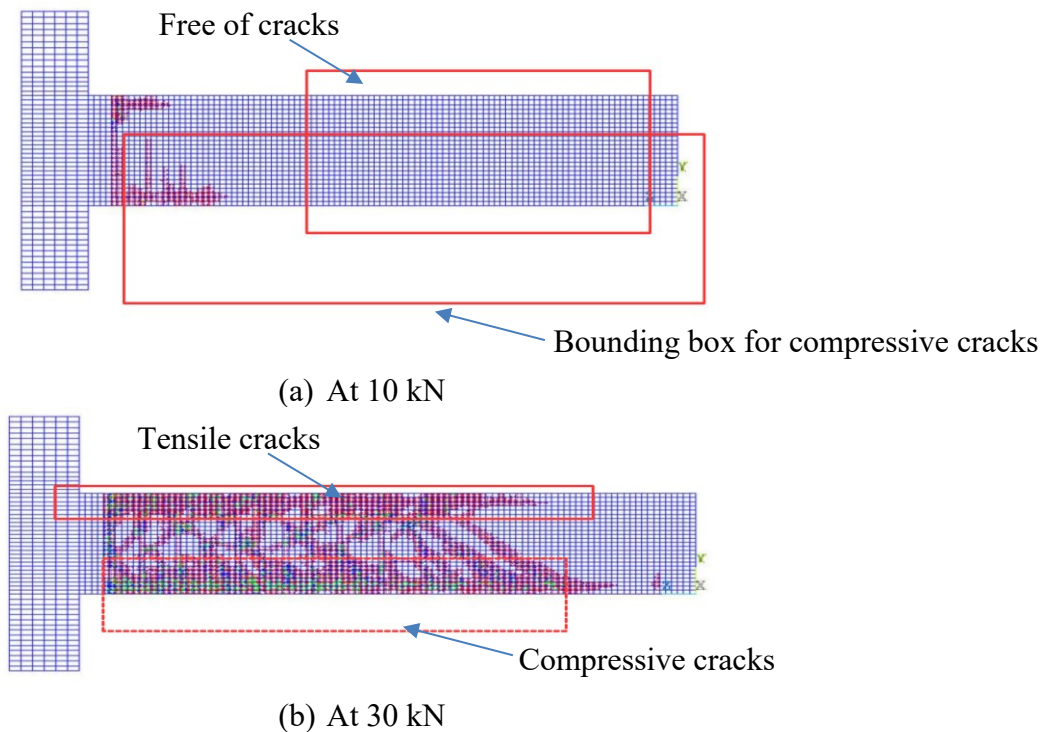 Free of cracks
Y
Z X
Bounding box for compressive cracks
(a) At 10 kN
Tensile cracks
Y
Z X
Compressive cracks
(b) At 30 kN